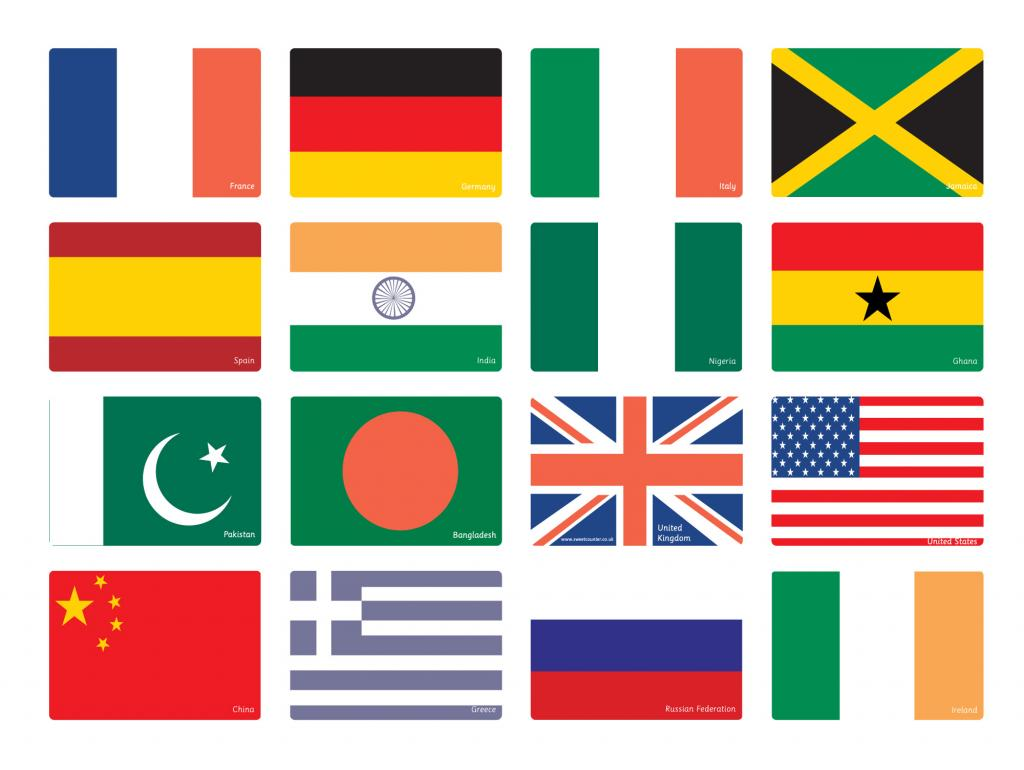 France
Germany
Italy
Jamaica
Spain
India
Nigeria
Ghana
Pakistan
Bangladesh
www.sweetcounter.co.uk
United
Kingdom
United States
China
Greece
Russian Federation
Ireland